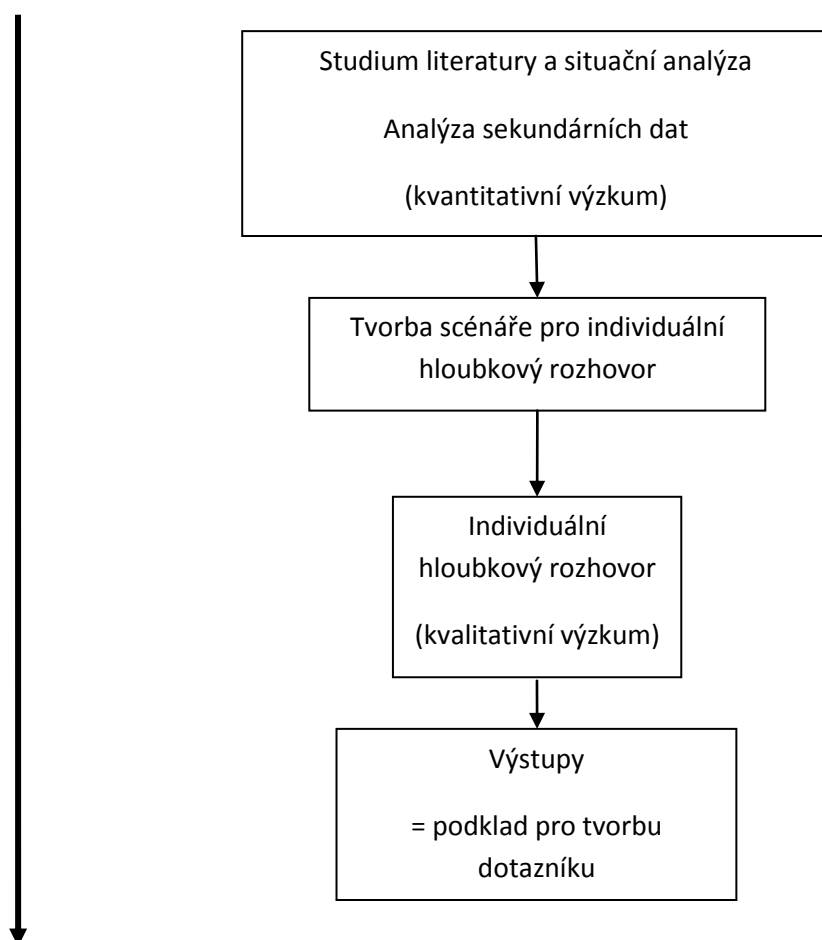 Studium literatury a situační analýza
Analýza sekundárních dat
(kvantitativní výzkum)
Tvorba scénáře pro individuální
hloubkový rozhovor
Individuální
hloubkový rozhovor
(kvalitativní výzkum)
Výstupy
= podklad pro tvorbu
dotazníku